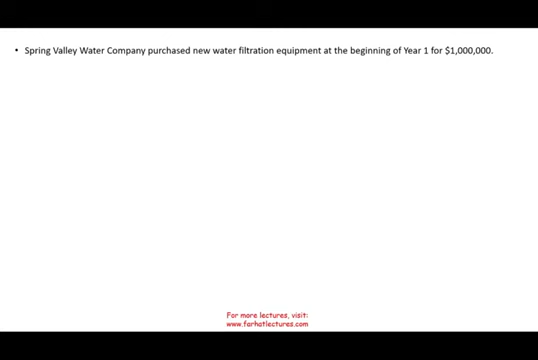 • Spring Valley Water Company purchased new water filtration equipment at the beginning of Year 1 for $1,000,000.
For more lectures, visit:
www.farhatlectures.com